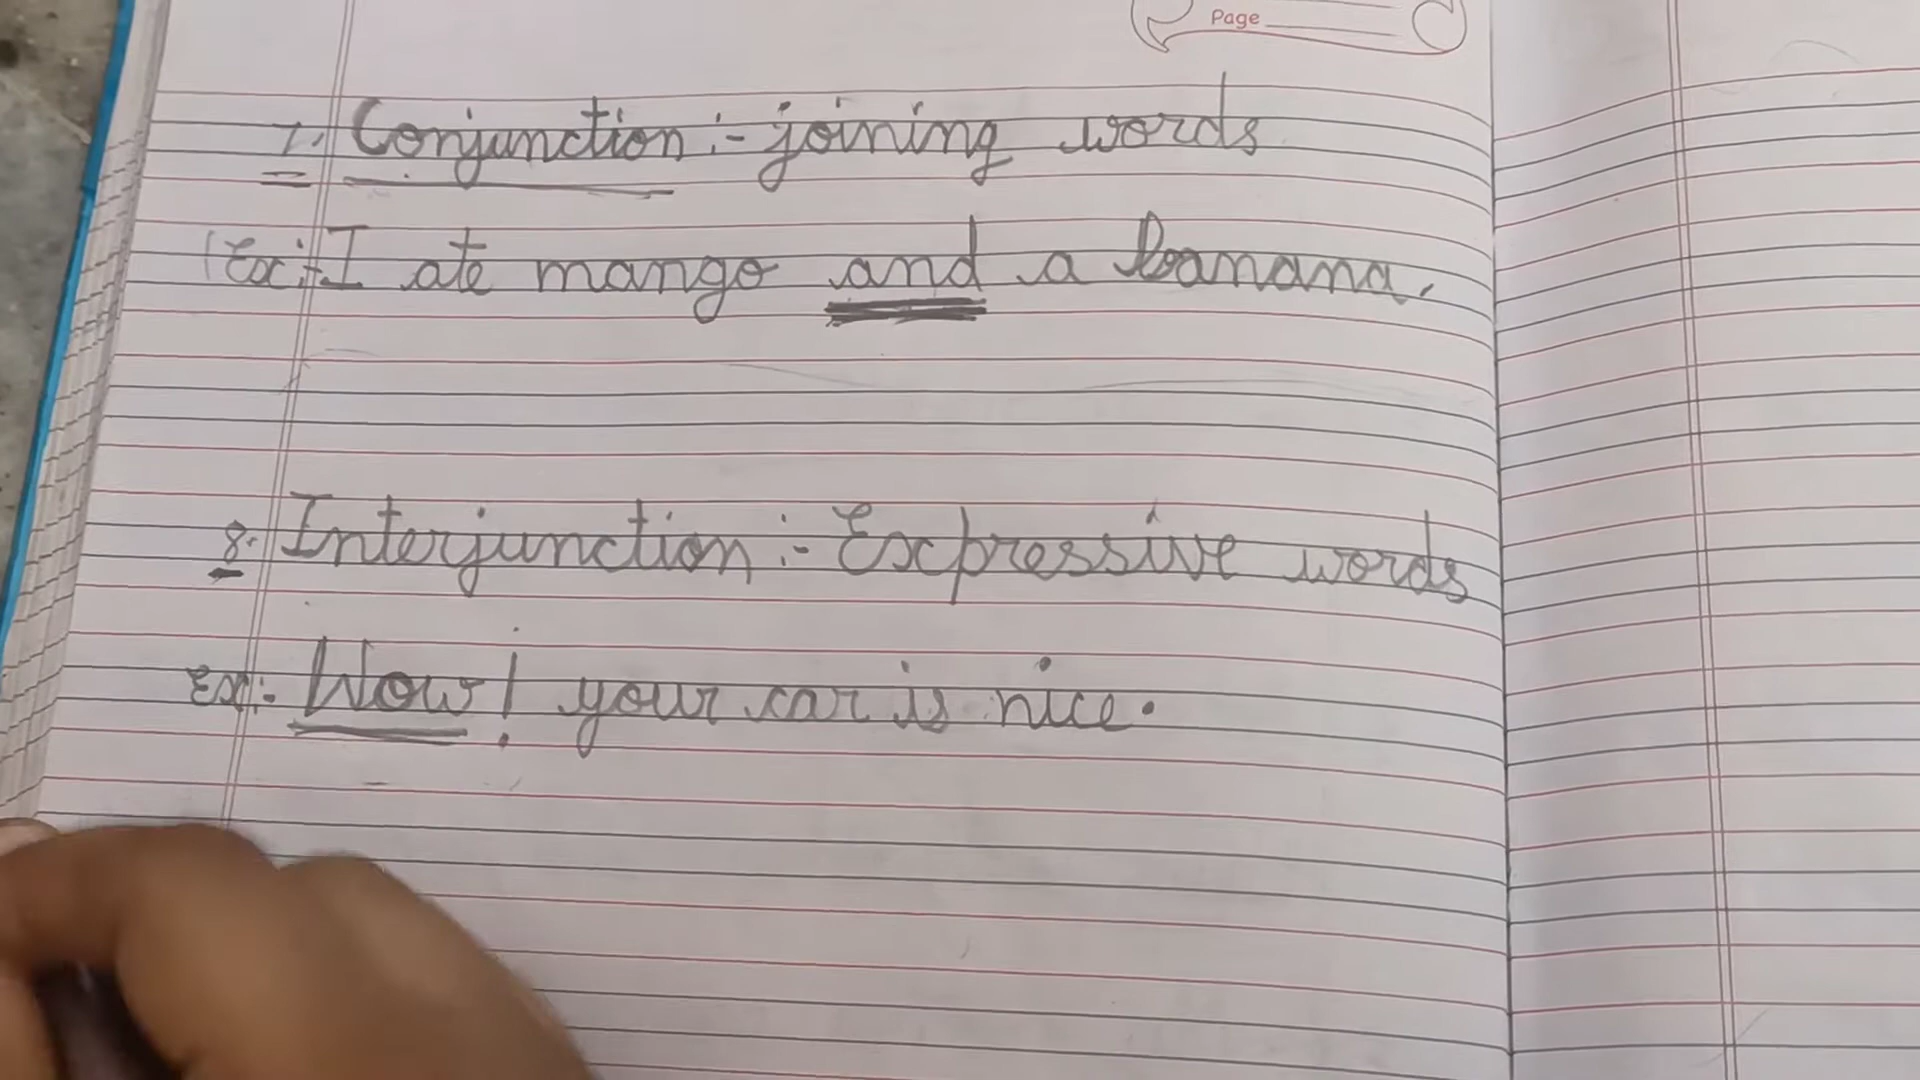 Page
7. Conjunction :- joining words
Ex:- I ate mango and a banana.
8. Interjunction :- Expressive words
Ex:- Wow! your car is nice.